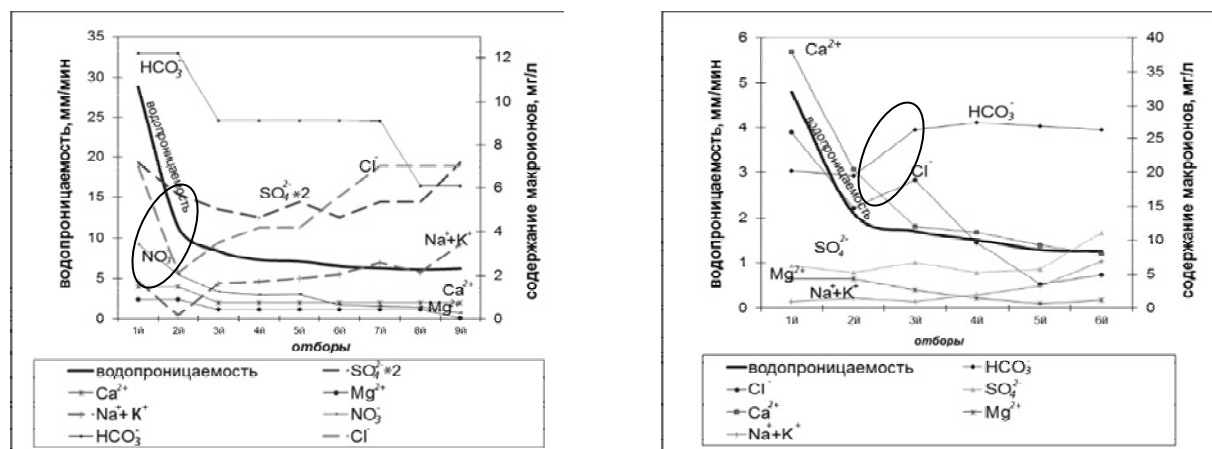 водопроницаемость, мм/мин
35
30
25
20
15
10
5
0
HCO₃⁻
водопроницаемость
NO₃⁻
SO₄²⁻*2
Cl⁻
Na⁺+K⁺
Ca²⁺
Mg²⁺
12
10
8
6
4
2
0
содержание макроионов, мг/л
1й 2й 3й 4й 5й 6й 7й 8й 9й
отборы
водопроницаемость SO₄²⁻*2
Ca²⁺ Mg²⁺
Na⁺+ K⁺ NO₃⁻
HCO₃⁻ Cl⁻
водопроницаемость, мм/мин
6
5
4
3
2
1
0
Ca²⁺
водопроницаемость
HCO₃⁻
Cl⁻
SO₄²⁻
Mg²⁺
Na⁺+K⁺
40
35
30
25
20
15
10
5
0
содержание макроионов, мг/л
1й 2й 3й 4й 5й 6й
отборы
водопроницаемость HCO₃⁻
Cl⁻ SO₄²⁻
Ca²⁺ Mg²⁺
Na⁺+K⁺